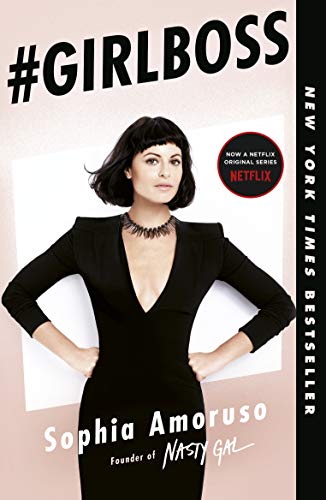 #GIRLBOSS
NEW YORK TIMES BESTSELLER
NOW A NETFLIX
ORIGINAL SERIES
NETFLIX
Sophia Amoruso
Founder of NASTY GAL